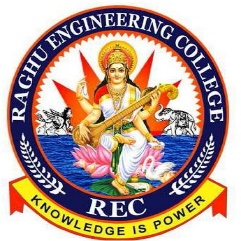 RAGHU ENGINEERING COLLEGE
REC
KNOWLEDGE IS POWER